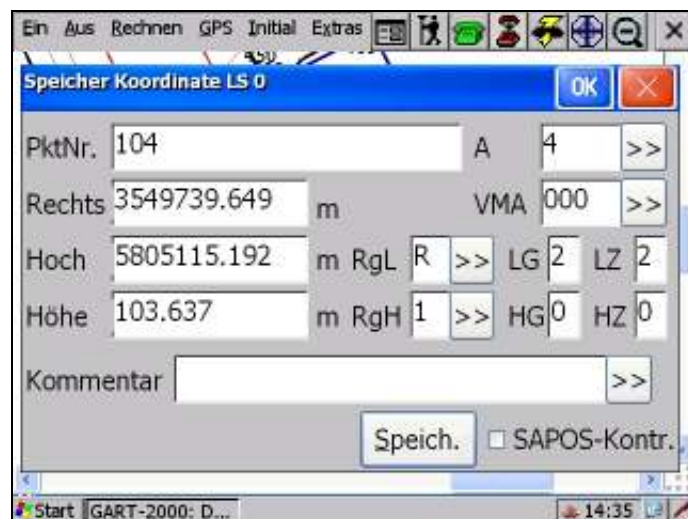 Ein Aus Rechnen GPS Initial Extras
450
Speicher Koordinate LS 0 OK
PktNr. 104 A 4 >>
Rechts 3549739.649 m VMA 000 >>
Hoch 5805115.192 m RgL R >> LG 2 LZ 2
Höhe 103.637 m RgH 1 >> HG 0 HZ 0
Kommentar >>
Speich. SAPOS-Kontr.
Start GART-2000: D... 14:35